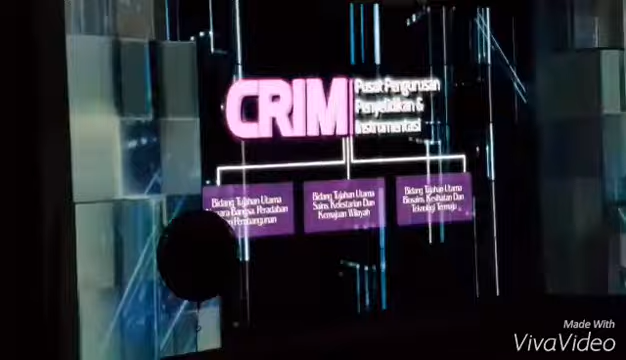 CRIM
Pusat Pengurusan
Penyelidikan &
Instrumentasi
Bidang Tujahan Utama
Bangsa, Peradaban
Pembangunan
Bidang Tujahan Utama
Sains, Kelestarian Dan
Kemajuan Wilayah
Bidang Tujahan Utama
Biosains, Kesihatan Dan
Teknologi Termaju
Made With
VivaVideo